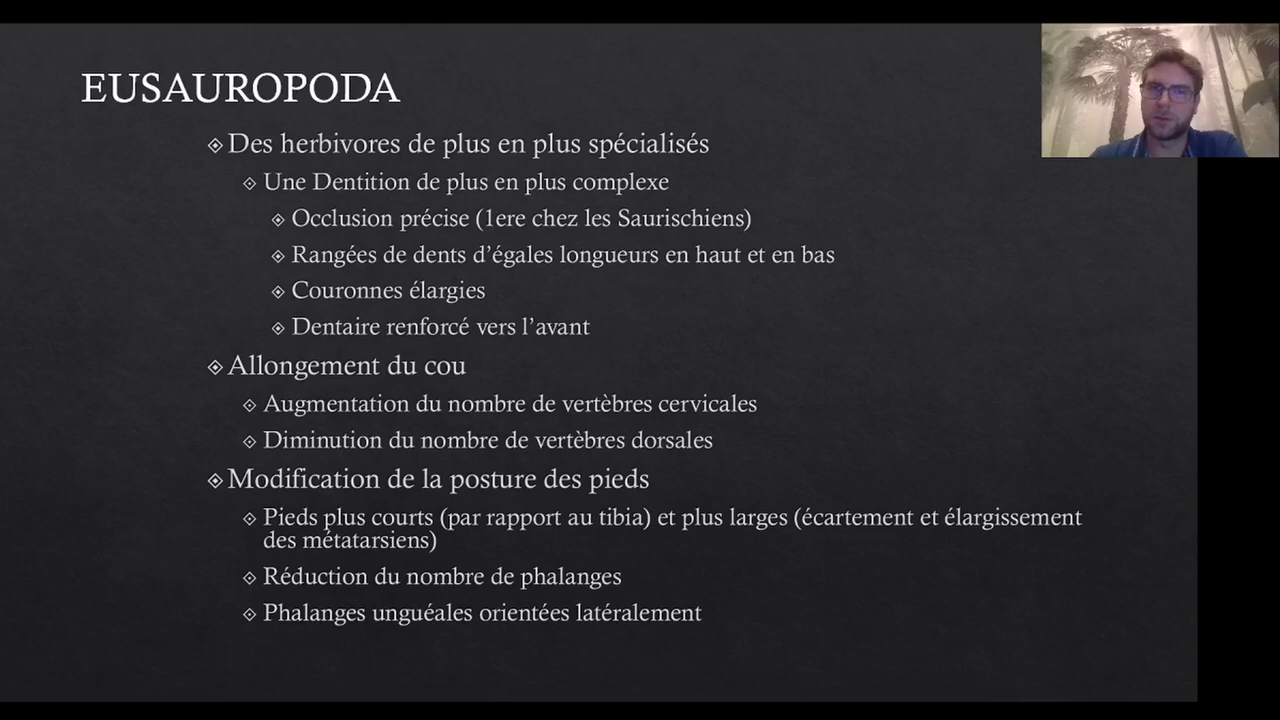 EUSAUROPODA
Des herbivores de plus en plus spécialisés
Une Dentition de plus en plus complexe
Occlusion précise (1ere chez les Saurischiens)
Rangées de dents d’égales longueurs en haut et en bas
Couronnes élargies
Dentaire renforcé vers l’avant
Allongement du cou
Augmentation du nombre de vertèbres cervicales
Diminution du nombre de vertèbres dorsales
Modification de la posture des pieds
Pieds plus courts (par rapport au tibia) et plus larges (écartement et élargissement
des métatarsiens)
Réduction du nombre de phalanges
Phalanges unguéales orientées latéralement